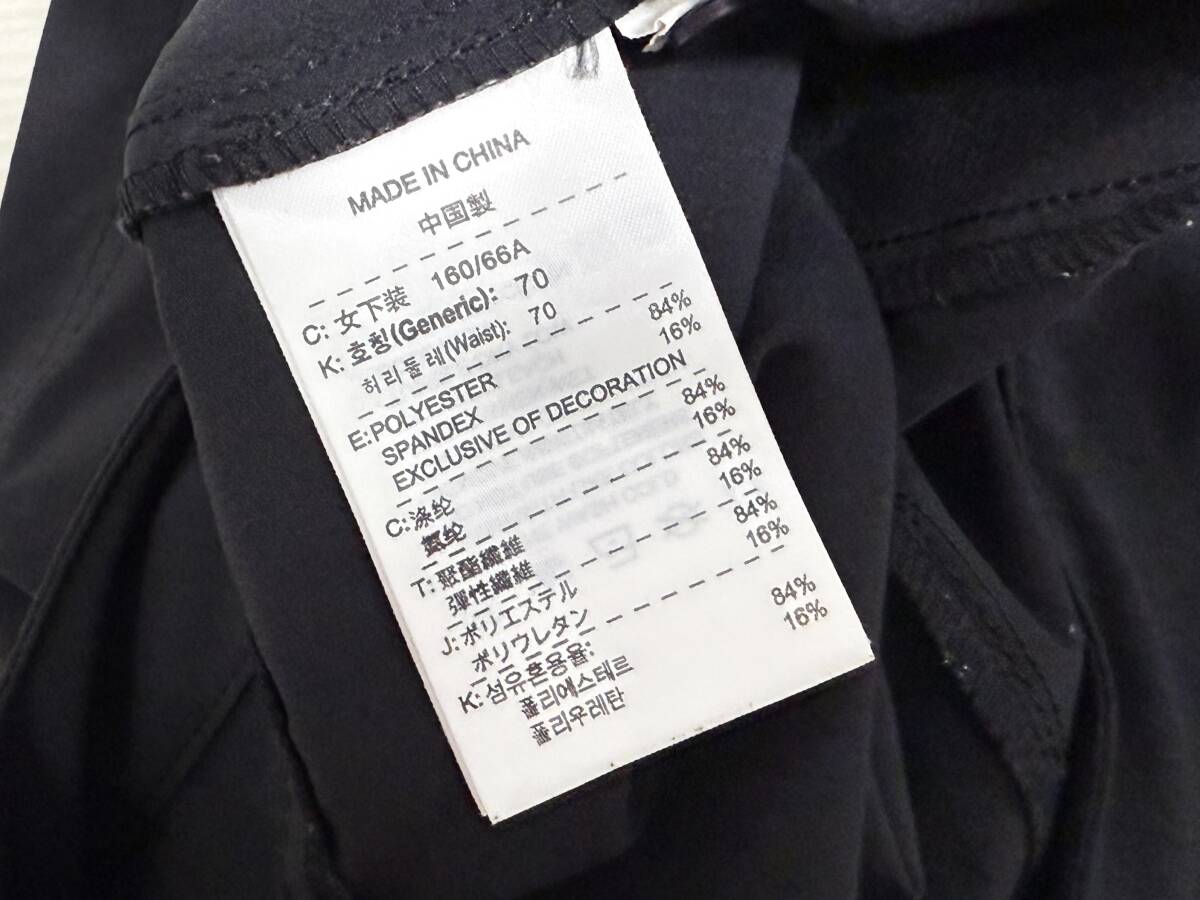 MADE IN CHINA
中国製
C: 女下装 160/66A
K: 호칭(Generic): 70
허리둘레(Waist): 70
E:POLYESTER 84%
SPANDEX 16%
EXCLUSIVE OF DECORATION
C:涤纶 84%
氨纶 16%
T: 聚酯纖維 84%
彈性纖維 16%
J:ポリエステル 84%
ポリウレタン 16%
K:섬유혼용율:
폴리에스테르 84%
폴리우레탄 16%